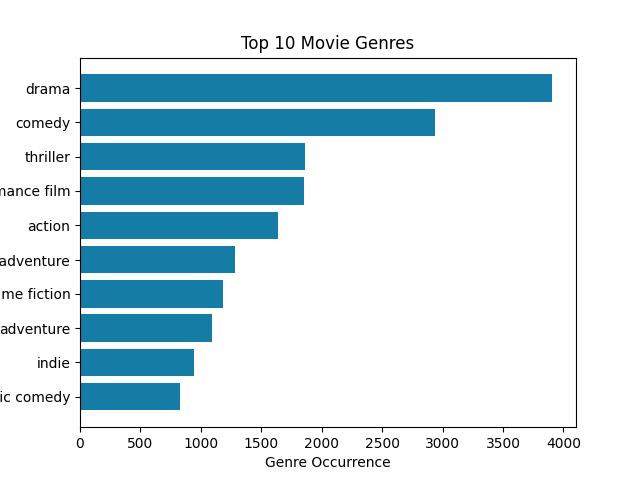 Top 10 Movie Genres
drama
comedy
thriller
mance film
action
adventure
me fiction
adventure
indie
ic comedy
0 500 1000 1500 2000 2500 3000 3500 4000
Genre Occurrence